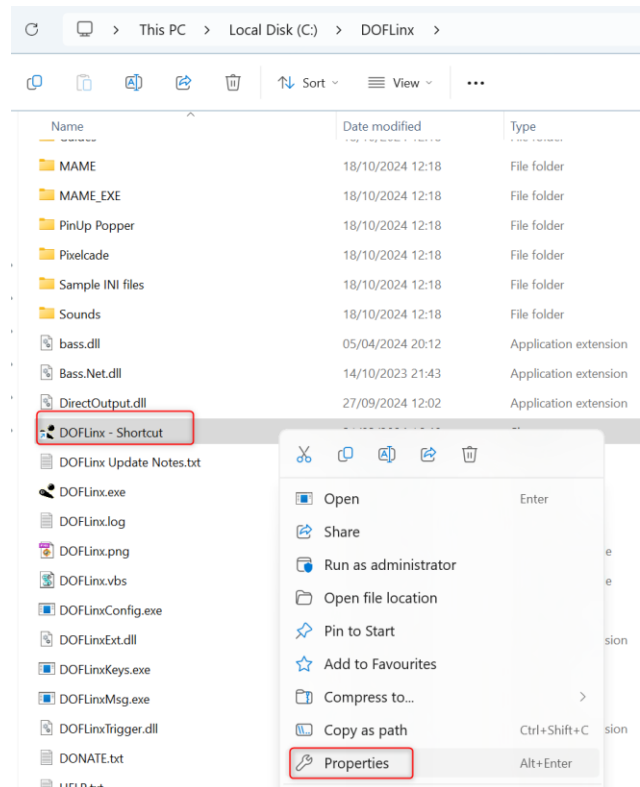 This PC > Local Disk (C:) > DOFLinx >
Sort View ...
Name Date modified Type
MAME 18/10/2024 12:18 File folder
MAME_EXE 18/10/2024 12:18 File folder
PinUp Popper 18/10/2024 12:18 File folder
Pixelcade 18/10/2024 12:18 File folder
Sample INI files 18/10/2024 12:18 File folder
Sounds 18/10/2024 12:18 File folder
bass.dll 05/04/2024 20:12 Application extension
Bass.Net.dll 14/10/2023 21:43 Application extension
DirectOutput.dll 27/09/2024 12:02 Application extension
DOFLinx - Shortcut
DOFLinx Update Notes.txt
DOFLinx.exe
DOFLinx.log
DOFLinx.png
DOFLinx.vbs
DOFLinxConfig.exe
DOFLinxExt.dll
DOFLinxKeys.exe
DOFLinxMsg.exe
DOFLinxTrigger.dll
DONATE.txt
Open Enter
Share
Run as administrator
Open file location
Pin to Start
Add to Favourites
Compress to... >
Copy as path Ctrl+Shift+C
Properties Alt+Enter